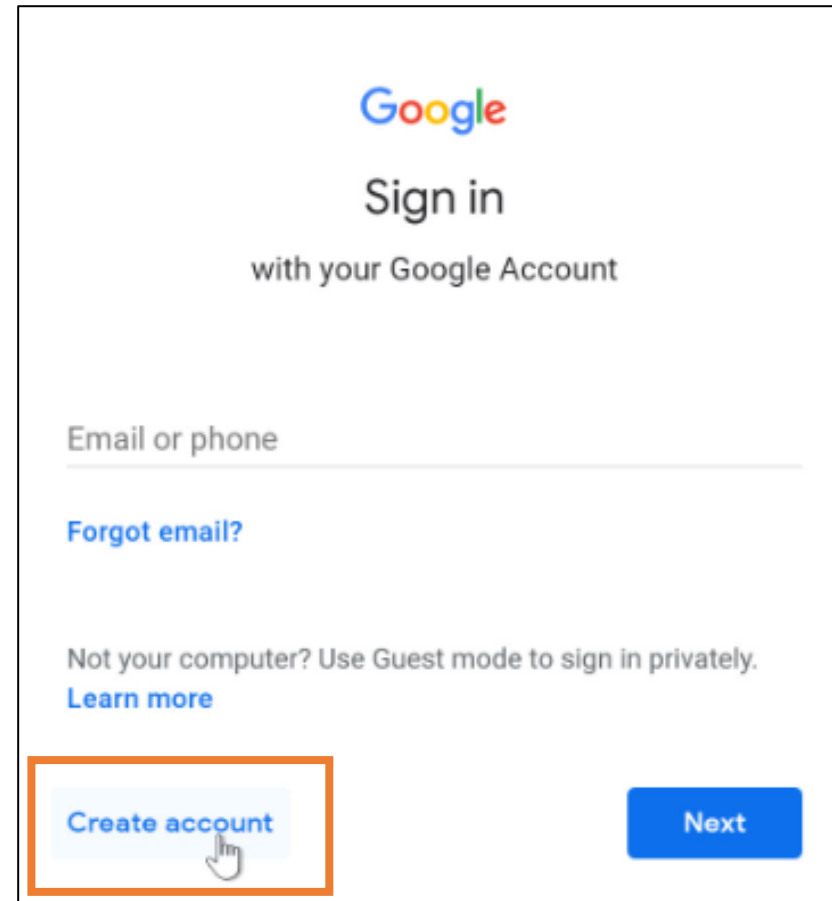 Google
Sign in
with your Google Account
Email or phone
Forgot email?
Not your computer? Use Guest mode to sign in privately.
Learn more
Create account
Next